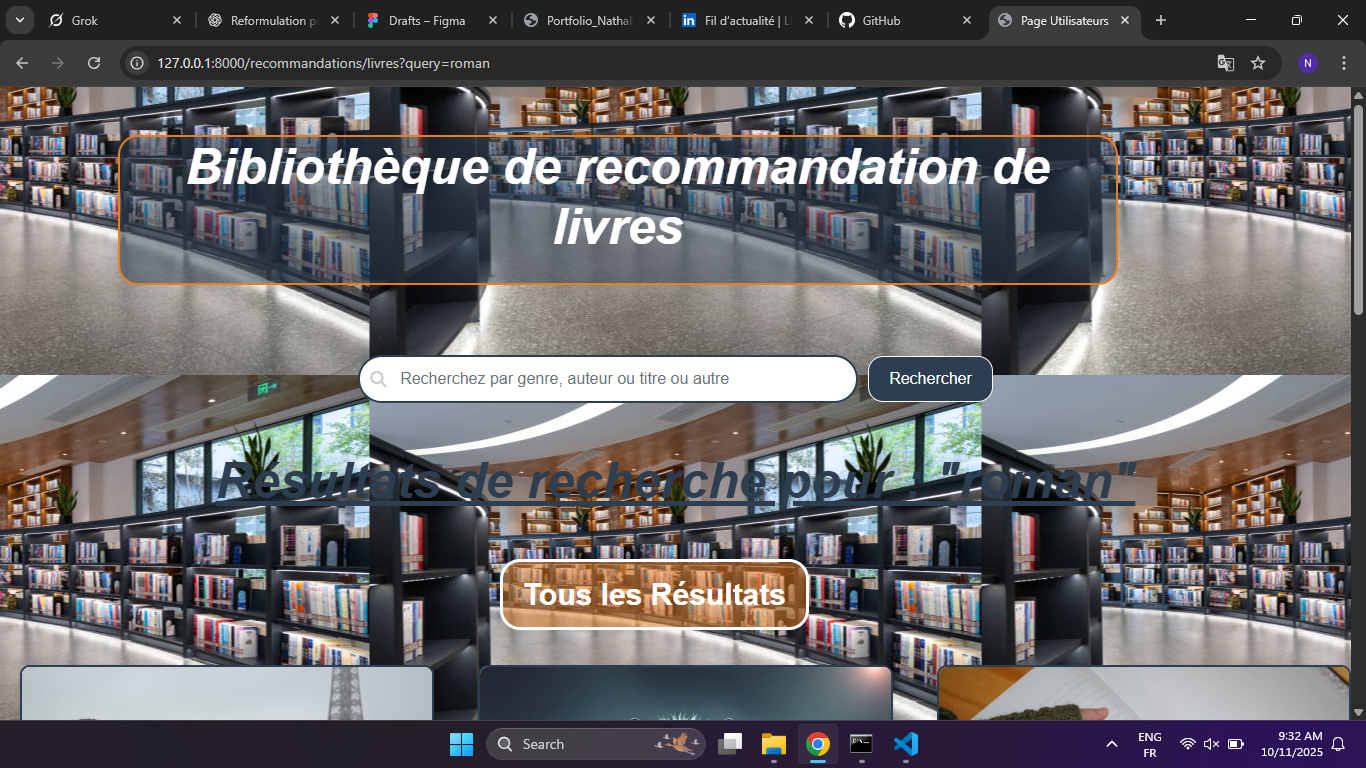 Grok
Reformulation p
Drafts – Figma
Portfolio_Nathal
Fil d'actualité | Li
GitHub
Page Utilisateurs
127.0.0.1:8000/recommandations/livres?query=roman
N
Bibliothèque de recommandation de
livres
Recherchez par genre, auteur ou titre ou autre
Rechercher
Résultats de recherche pour : "roman"
Tous les Résultats
Search
ENG
FR
9:32 AM
10/11/2025